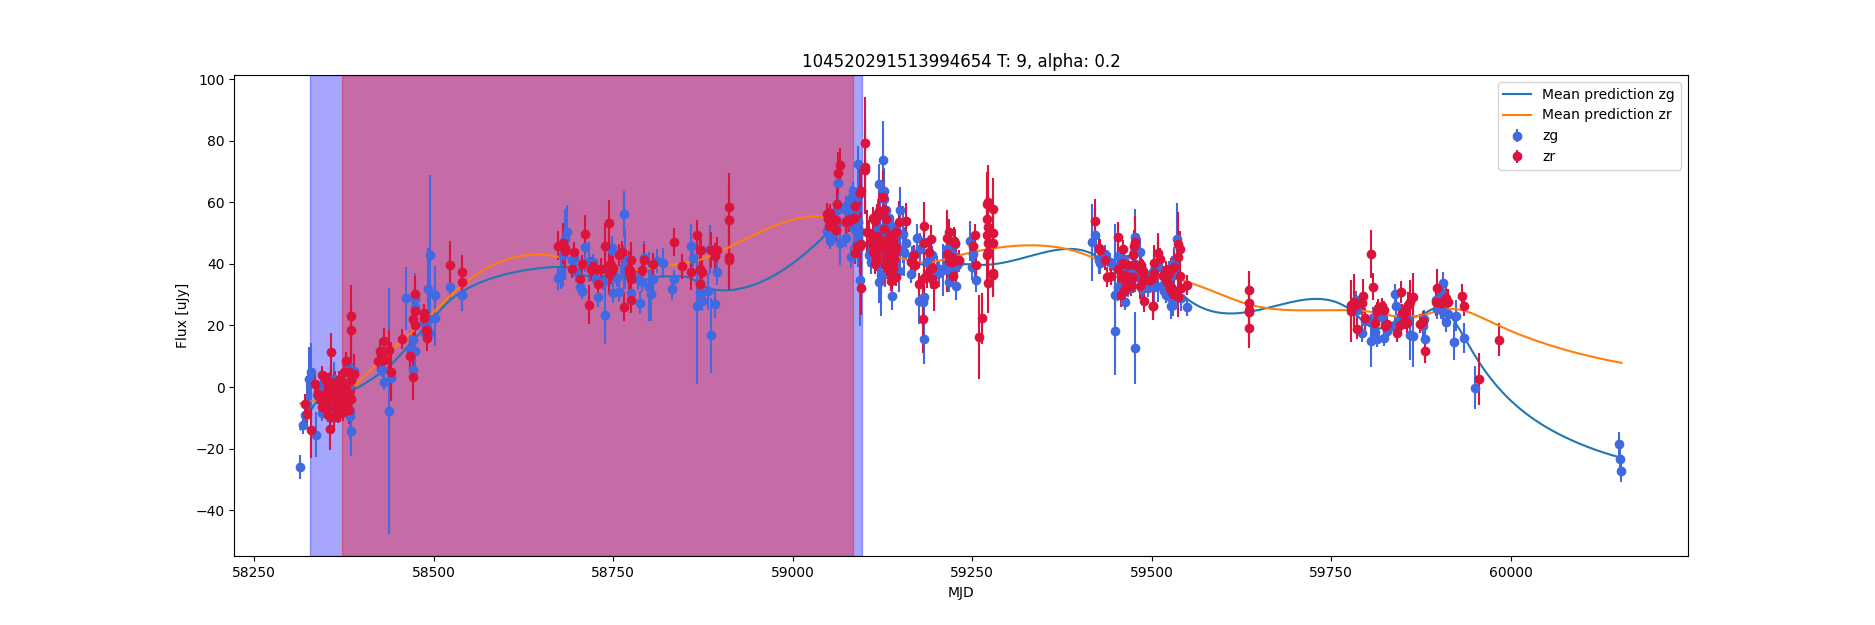 104520291513994654 T: 9, alpha: 0.2
Flux [uJy]
100
80
60
40
20
0
−20
−40
58250
58500
58750
59000
59250
59500
59750
60000
MJD
Mean prediction zg
Mean prediction zr
zg
zr